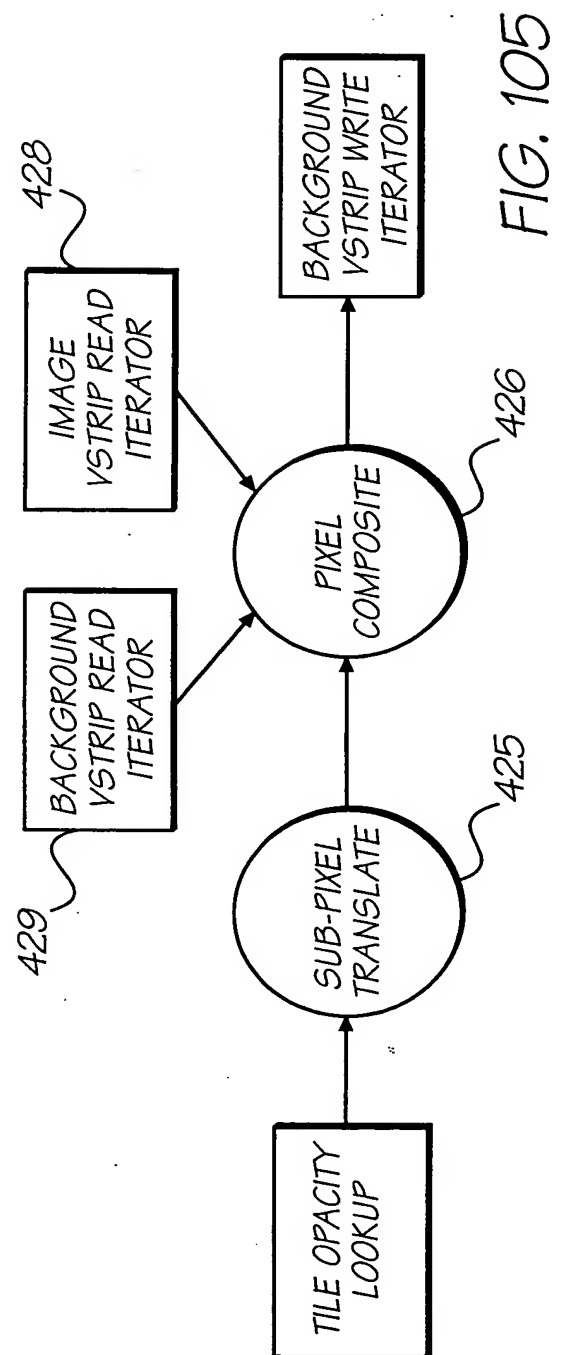 429
BACKGROUND
VSTRIP READ
ITERATOR
428
IMAGE
VSTRIP READ
ITERATOR
TILE OPACITY
LOOKUP
SUB-PIXEL
TRANSLATE
425
PIXEL
COMPOSITE
426
BACKGROUND
VSTRIP WRITE
ITERATOR
FIG. 105